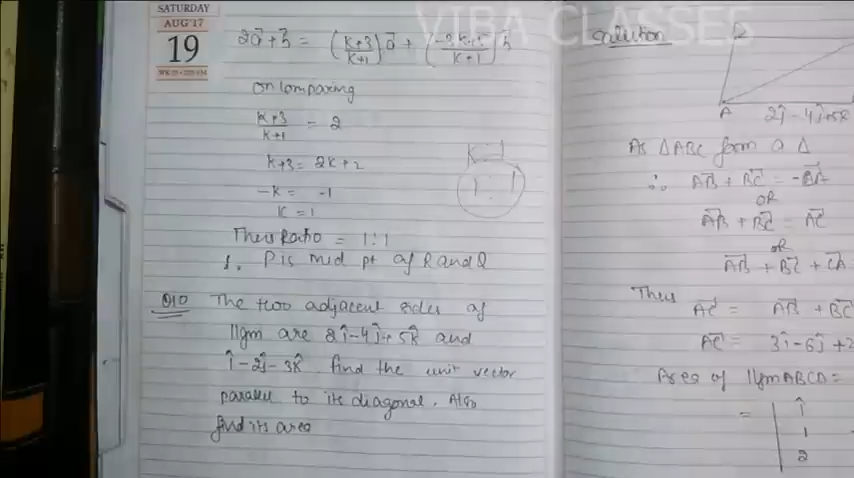 VIBA CLASSES
SATURDAY
AUG'17
19
2a⃗ + b⃗ = (k+3/k+1) a⃗ +
on comparing
k+3/k+1 = 2
k+3 = 2k+2
-k = -1
k = 1
k : 1
1 : 1
Thus Ratio = 1:1
P is mid pt of R and Q
Q10 The two adjacent sides of
llgm are 2î-4ĵ+5k̂ and
î-2ĵ-3k̂. find the unit vector
parallel to its diagonal. Also
find its area
Solution
D
A
2î-4ĵ+5k̂
As ΔABC form a Δ
∴ AB⃗ + BC⃗ =
OR
AB⃗ + BC⃗ = AC⃗
OR
AB⃗ + BC⃗ + CA
Thus AC⃗ = AB⃗ + BC⃗
AC⃗ = 3î-6ĵ+2
Area of llgm ABCD =
= | î
1
2